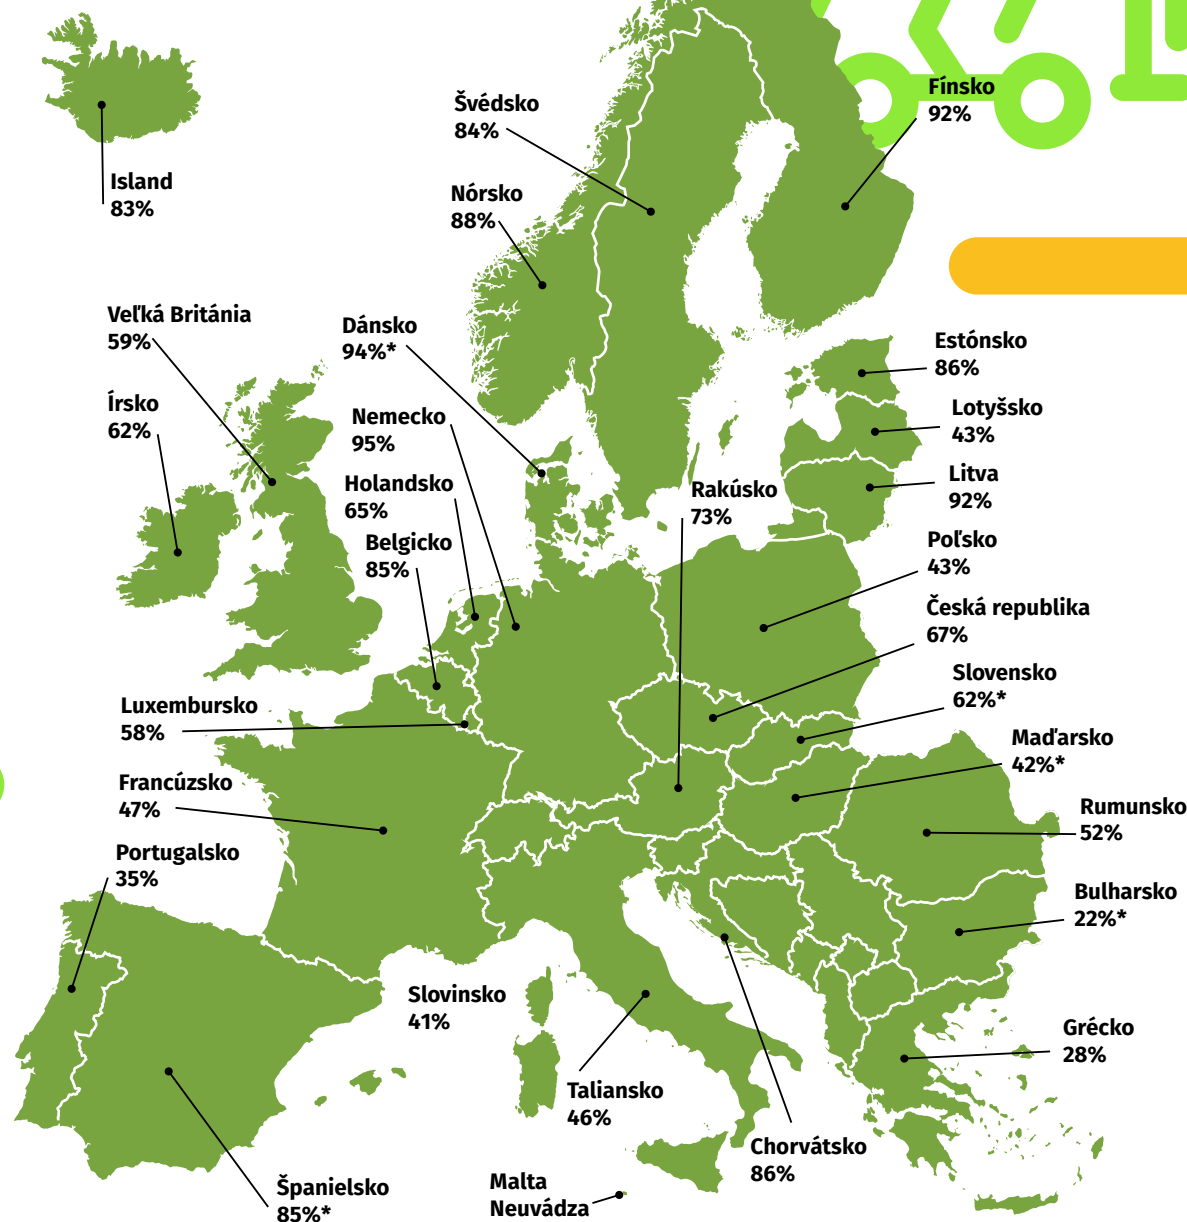 Fínsko
92%
Švédsko
84%
Island
83%
Nórsko
88%
Veľká Británia
59%
Dánsko
94%*
Estónsko
86%
Írsko
62%
Nemecko
95%
Lotyšsko
43%
Holandsko
65%
Rakúsko
73%
Litva
92%
Belgicko
85%
Poľsko
43%
Česká republika
67%
Slovensko
62%*
Luxembursko
58%
Maďarsko
42%*
Francúzsko
47%
Rumunsko
52%
Portugalsko
35%
Bulharsko
22%*
Slovinsko
41%
Grécko
28%
Taliansko
46%
Chorvátsko
86%
Španielsko
85%*
Malta
Neuvádza